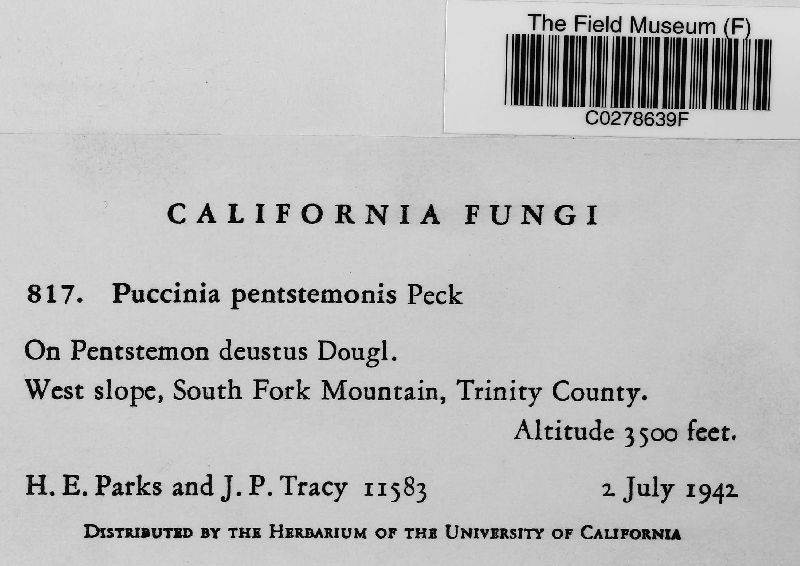 The Field Museum (F)
C0278639F
CALIFORNIA FUNGI
817. Puccinia pentstemonis Peck
On Pentstemon deustus Dougl.
West slope, South Fork Mountain, Trinity County.
Altitude 3500 feet.
H. E. Parks and J. P. Tracy 11583 2 July 1942
Distributed by the Herbarium of the University of California